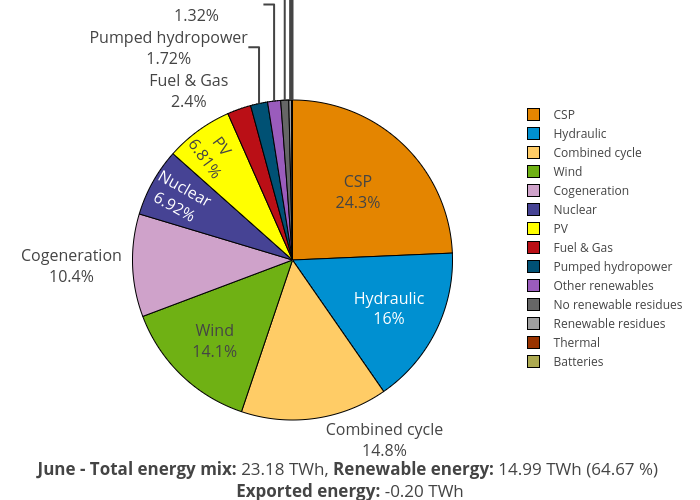 1.32%
Pumped hydropower
1.72%
Fuel & Gas
2.4%
PV
6.81%
Nuclear
6.92%
Cogeneration
10.4%
Wind
14.1%
CSP
24.3%
Hydraulic
16%
Combined cycle
14.8%
CSP
Hydraulic
Combined cycle
Wind
Cogeneration
Nuclear
PV
Fuel & Gas
Pumped hydropower
Other renewables
No renewable residues
Renewable residues
Thermal
Batteries
June - Total energy mix: 23.18 TWh, Renewable energy: 14.99 TWh (64.67 %)
Exported energy: -0.20 TWh